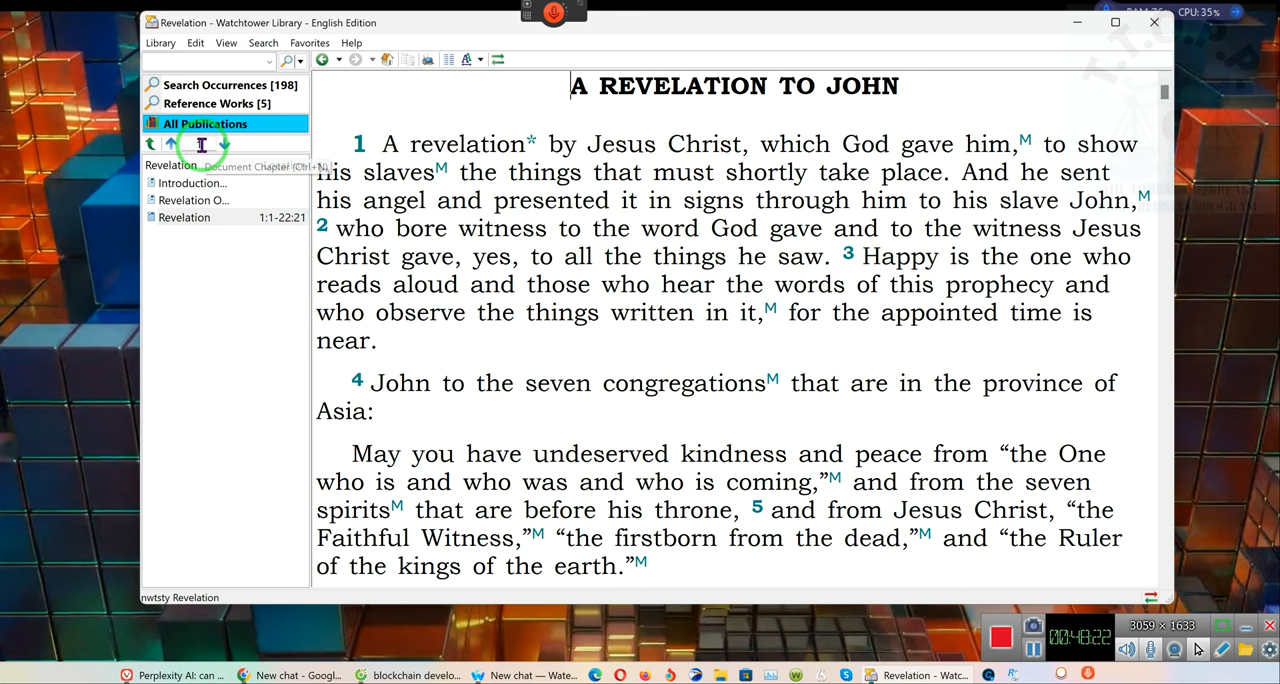 Revelation - Watchtower Library - English Edition
CPU: 35%
Library Edit View Search Favorites Help
Search Occurrences [198]
Reference Works [5]
All Publications
Document Chapter (Ctrl+N)
Revelation
Introduction...
Revelation O...
Revelation 1:1-22:21
A REVELATION TO JOHN
1 A revelation* by Jesus Christ, which God gave him,M to show
his slavesM the things that must shortly take place. And he sent
his angel and presented it in signs through him to his slave John,M
2 who bore witness to the word God gave and to the witness Jesus
Christ gave, yes, to all the things he saw. 3 Happy is the one who
reads aloud and those who hear the words of this prophecy and
who observe the things written in it,M for the appointed time is
near.
4 John to the seven congregationsM that are in the province of
Asia:
May you have undeserved kindness and peace from “the One
who is and who was and who is coming,”M and from the seven
spiritsM that are before his throne, 5 and from Jesus Christ, “the
Faithful Witness,”M “the firstborn from the dead,”M and “the Ruler
of the kings of the earth.”M
nwtsty Revelation
3059 × 1633
00:48:22
Perplexity AI: can ... New chat — Googl... blockchain develo... New chat — Wate... Revelation - Watc...